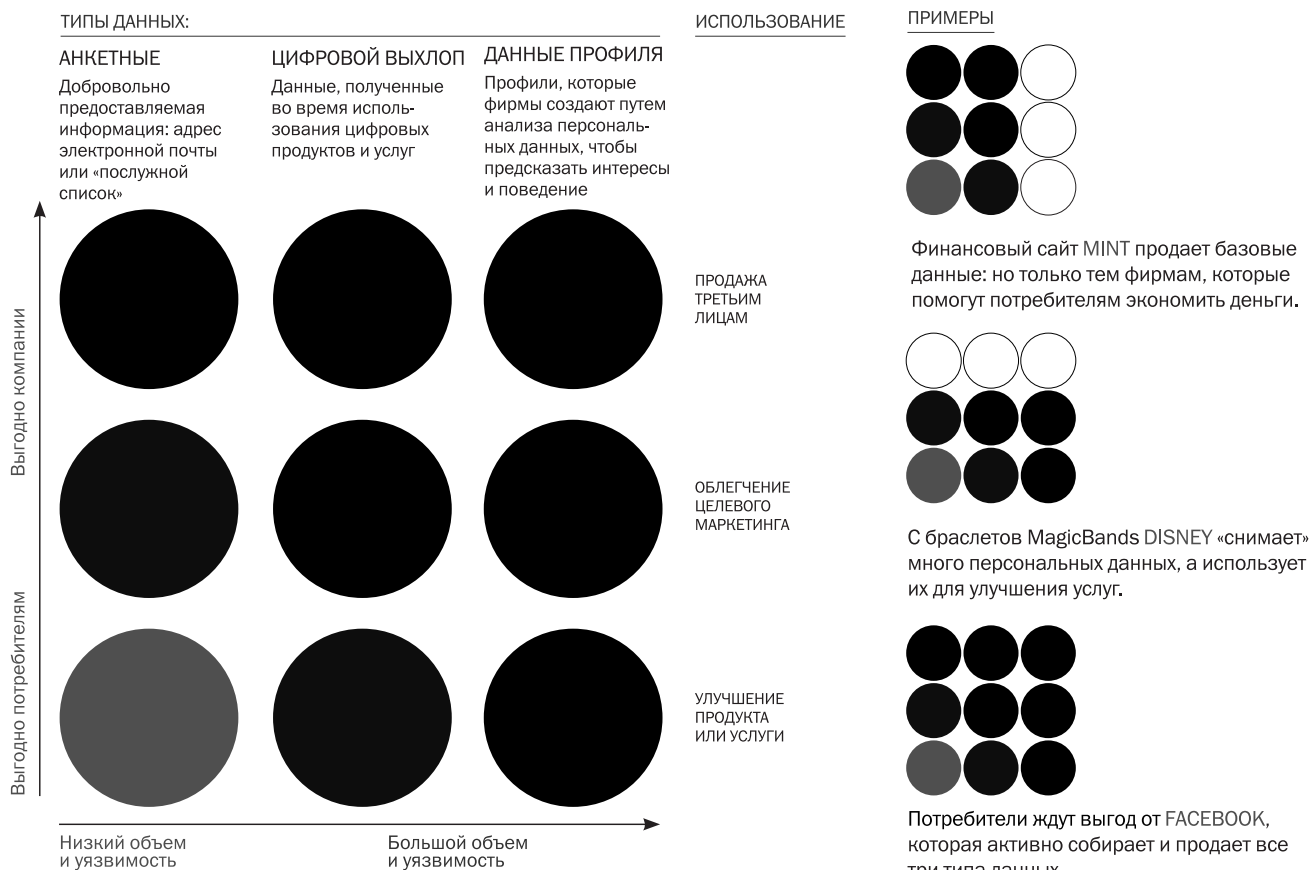 ТИПЫ ДАННЫХ:
АНКЕТНЫЕ
Добровольно
предоставляемая
информация: адрес
электронной почты
или «послужной
список»
ЦИФРОВОЙ ВЫХЛОП
Данные, полученные
во время исполь-
зования цифровых
продуктов и услуг
ДАННЫЕ ПРОФИЛЯ
Профили, которые
фирмы создают путем
анализа персональ-
ных данных, чтобы
предсказать интересы
и поведение
ИСПОЛЬЗОВАНИЕ
ПРОДАЖА
ТРЕТЬИМ
ЛИЦАМ
ОБЛЕГЧЕНИЕ
ЦЕЛЕВОГО
МАРКЕТИНГА
УЛУЧШЕНИЕ
ПРОДУКТА
ИЛИ УСЛУГИ
Выгодно компании
Выгодно потребителям
Низкий объем
и уязвимость
Большой объем
и уязвимость
ПРИМЕРЫ
Финансовый сайт MINT продает базовые
данные: но только тем фирмам, которые
помогут потребителям экономить деньги.
С браслетов MagicBands DISNEY «снимает»
много персональных данных, а использует
их для улучшения услуг.
Потребители ждут выгод от FACEBOOK,
которая активно собирает и продает все
три типа данных